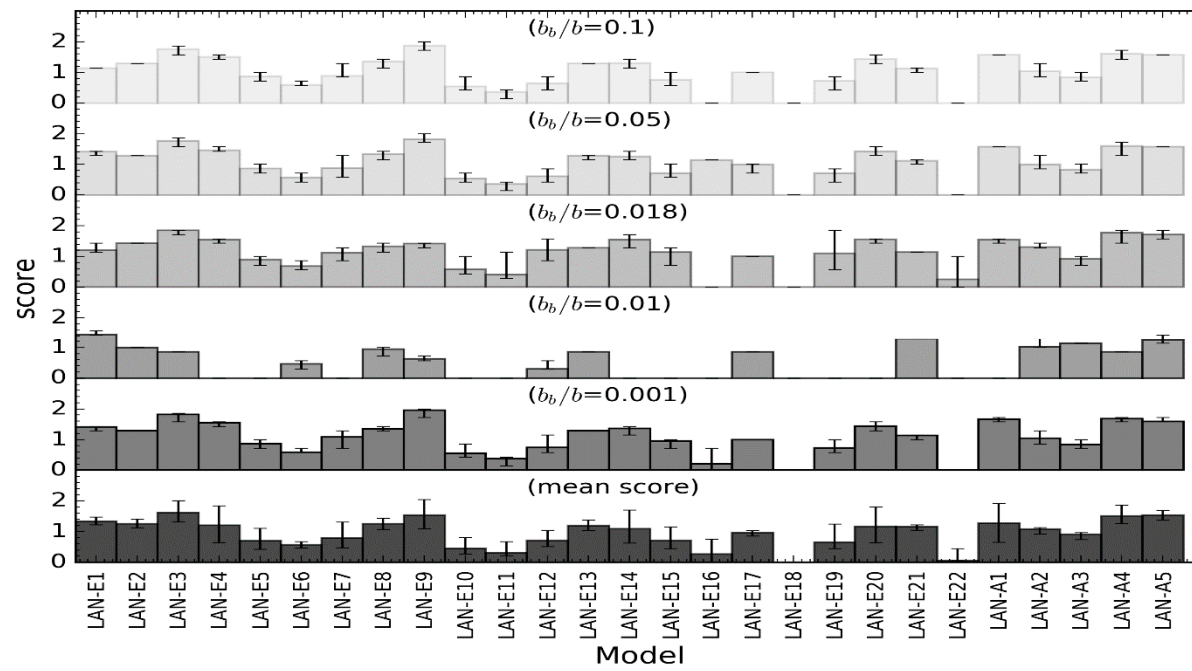 (b_b/b=0.1)
2
1
0
(b_b/b=0.05)
2
1
0
(b_b/b=0.018)
2
1
0
(b_b/b=0.01)
2
1
0
(b_b/b=0.001)
2
1
0
(mean score)
2
1
0
score
LAN-E1
LAN-E2
LAN-E3
LAN-E4
LAN-E5
LAN-E6
LAN-E7
LAN-E8
LAN-E9
LAN-E10
LAN-E11
LAN-E12
LAN-E13
LAN-E14
LAN-E15
LAN-E16
LAN-E17
LAN-E18
LAN-E19
LAN-E20
LAN-E21
LAN-E22
LAN-A1
LAN-A2
LAN-A3
LAN-A4
LAN-A5
Model